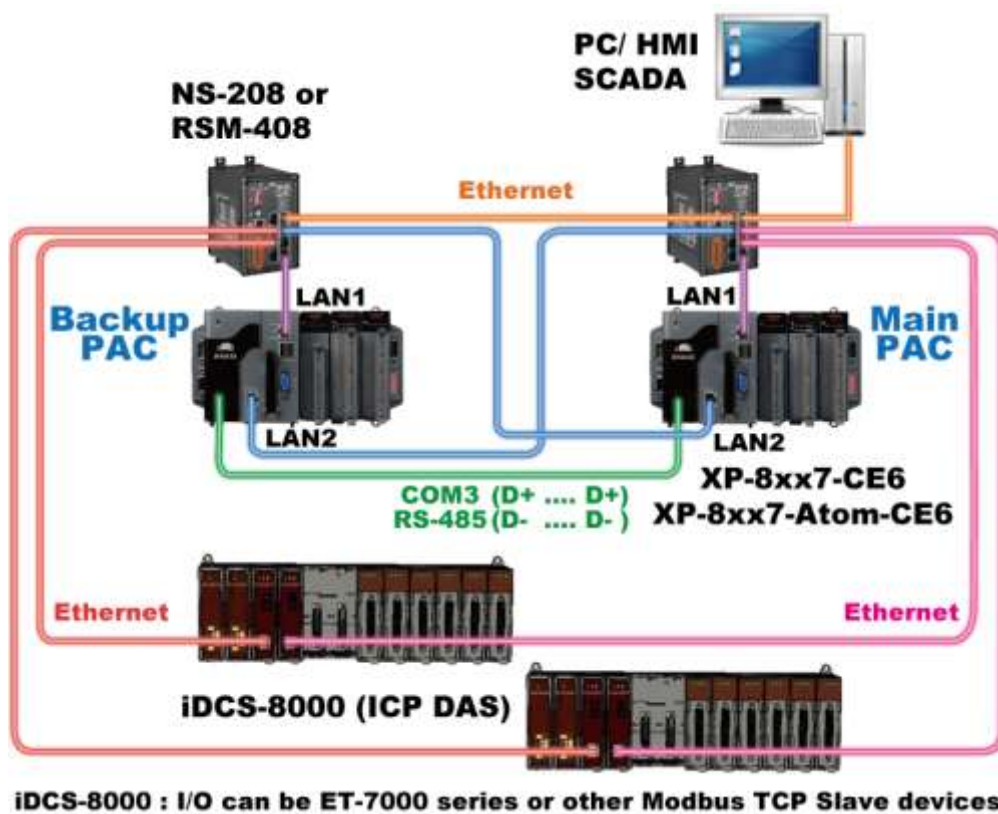 PC/ HMI
SCADA
NS-208 or
RSM-408
Ethernet
LAN1
LAN1
Backup
PAC
Main
PAC
LAN2
LAN2
XP-8xx7-CE6
XP-8xx7-Atom-CE6
COM3 (D+ .... D+)
RS-485(D- .... D- )
Ethernet
Ethernet
iDCS-8000 (ICP DAS)
iDCS-8000 : I/O can be ET-7000 series or other Modbus TCP Slave devices